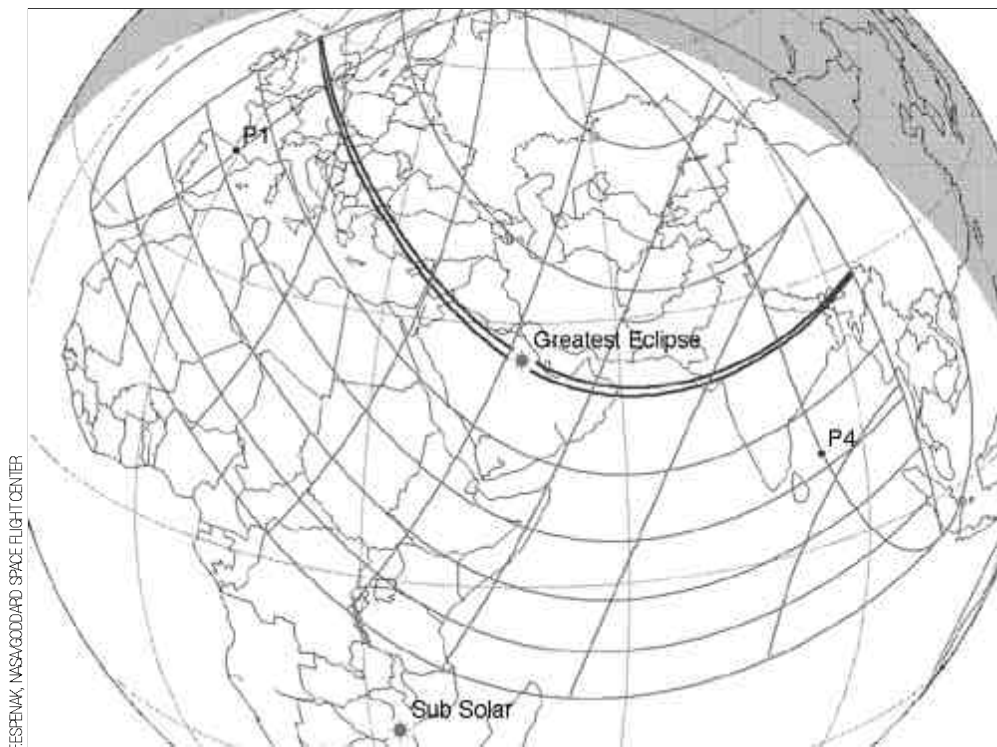 P1
Greatest Eclipse
P4
Sub Solar
F.ESPENAK, NASA/GODDARD SPACE FLIGHT CENTER